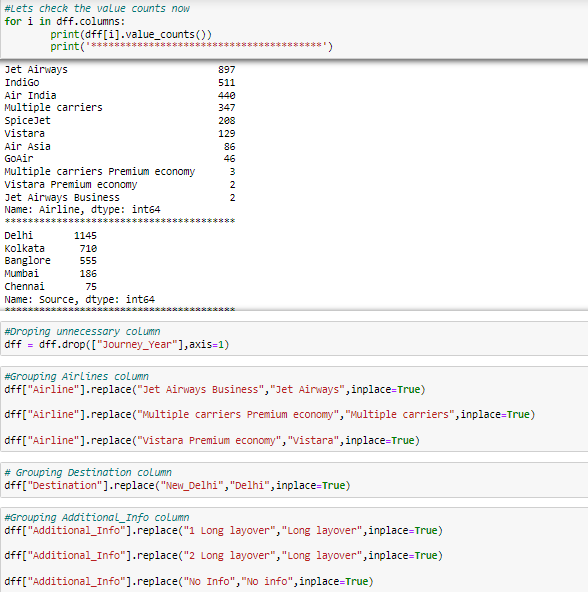 #Lets check the value counts now
for i in dff.columns:
        print(dff[i].value_counts())
        print('****************************************')
Jet Airways                          897
IndiGo                               511
Air India                            440
Multiple carriers                    347
SpiceJet                             208
Vistara                              129
Air Asia                              86
GoAir                                 46
Multiple carriers Premium economy      3
Vistara Premium economy                2
Jet Airways Business                   2
Name: Airline, dtype: int64
****************************************
Delhi       1145
Kolkata      710
Banglore     555
Mumbai       186
Chennai       75
Name: Source, dtype: int64
****************************************
#Droping unnecessary column
dff = dff.drop(["Journey_Year"],axis=1)
#Grouping Airlines column
dff["Airline"].replace("Jet Airways Business","Jet Airways",inplace=True)
dff["Airline"].replace("Multiple carriers Premium economy","Multiple carriers",inplace=True)
dff["Airline"].replace("Vistara Premium economy","Vistara",inplace=True)
# Grouping Destination column
dff["Destination"].replace("New_Delhi","Delhi",inplace=True)
#Grouping Additional_Info column
dff["Additional_Info"].replace("1 Long layover","Long layover",inplace=True)
dff["Additional_Info"].replace("2 Long layover","Long layover",inplace=True)
dff["Additional_Info"].replace("No Info","No info",inplace=True)